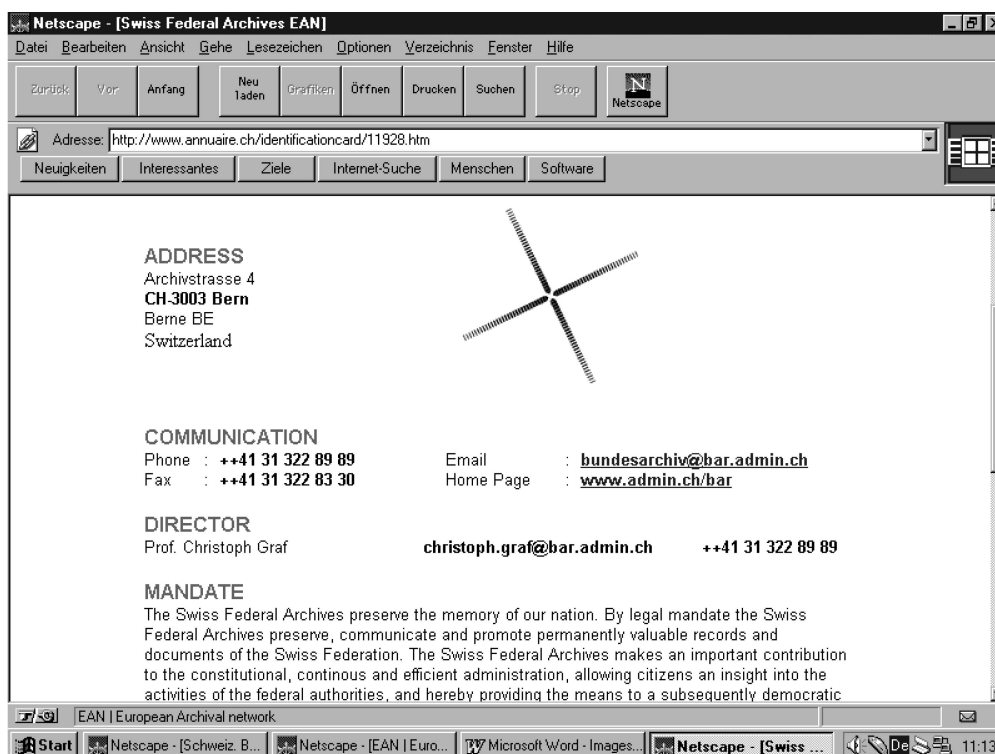 Netscape - [Swiss Federal Archives EAN]
Datei Bearbeiten Ansicht Gehe Lesezeichen Optionen Verzeichnis Fenster Hilfe
Zurück Vor Anfang Neu laden Grafiken Öffnen Drucken Suchen Stop Netscape
Adresse: http://www.annuaire.ch/identificationcard/11928.htm
Neuigkeiten Interessantes Ziele Internet-Suche Menschen Software
ADDRESS
Archivstrasse 4
CH-3003 Bern
Berne BE
Switzerland
COMMUNICATION
Phone : ++41 31 322 89 89 Email : bundesarchiv@bar.admin.ch
Fax : ++41 31 322 83 30 Home Page : www.admin.ch/bar
DIRECTOR
Prof. Christoph Graf christoph.graf@bar.admin.ch ++41 31 322 89 89
MANDATE
The Swiss Federal Archives preserve the memory of our nation. By legal mandate the Swiss
Federal Archives preserve, communicate and promote permanently valuable records and
documents of the Swiss Federation. The Swiss Federal Archives makes an important contribution
to the constitutional, continous and efficient administration, allowing citizens an insight into the
activities of the federal authorities, and hereby providing the means to a subsequently democratic
EAN | European Archival network
Start Netscape - [Schweiz. B... Netscape - [EAN | Euro... Microsoft Word - Images... Netscape - [Swiss ... De 11:13